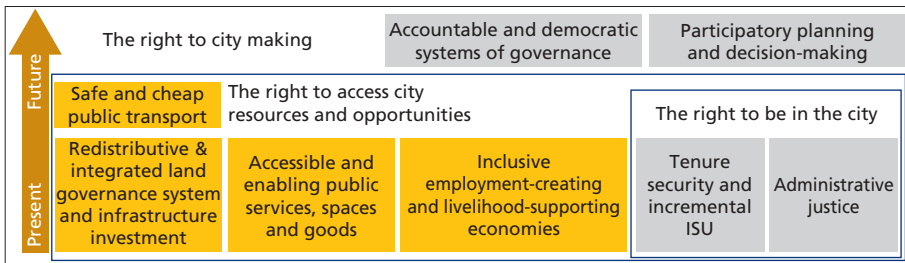 Future
Present
The right to city making
Accountable and democratic
systems of governance
Participatory planning
and decision-making
Safe and cheap
public transport
The right to access city
resources and opportunities
The right to be in the city
Redistributive &
integrated land
governance system
and infrastructure
investment
Accessible and
enabling public
services, spaces
and goods
Inclusive
employment-creating
and livelihood-supporting
economies
Tenure
security and
incremental
ISU
Administrative
justice